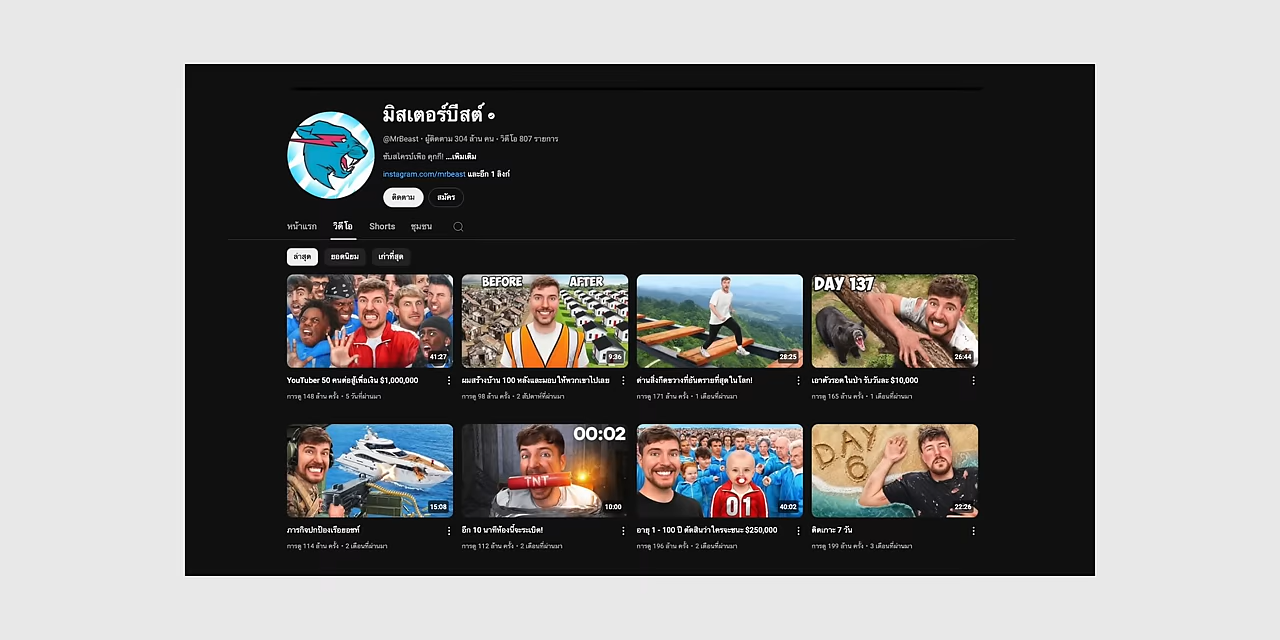 มิสเตอร์บีสต์
@MrBeast • ผู้ติดตาม 304 ล้าน คน • วิดีโอ 807 รายการ
ซับสไครบ์เพื่อ คุกกี้! ...เพิ่มเติม
instagram.com/mrbeast และอีก 1 ลิงก์
ติดตาม สมัคร
หน้าแรก วิดีโอ Shorts ชุมชน
ล่าสุด ยอดนิยม เก่าที่สุด
41:27
BEFORE AFTER
9:36
28:25
DAY 137
26:44
YouTuber 50 คนต่อสู้เพื่อเงิน $1,000,000
ผมสร้างบ้าน 100 หลังและมอบให้พวกเขาไปเลย
ด่านสิ่งกีดขวางที่อันตรายที่สุดในโลก!
เอาตัวรอดในป่า รับวันละ $10,000
การดู 148 ล้าน ครั้ง • 5 วันที่ผ่านมา
การดู 98 ล้าน ครั้ง • 2 สัปดาห์ที่ผ่านมา
การดู 171 ล้าน ครั้ง • 1 เดือนที่ผ่านมา
การดู 165 ล้าน ครั้ง • 1 เดือนที่ผ่านมา
15:08
00:02
TNT
10:00
01
40:02
DAY
6
22:26
ภารกิจปกป้องเรือยอชท์
อีก 10 นาทีห้องนี้จะระเบิด!
อายุ 1 - 100 ปี ตัดสินว่าใครจะชนะ $250,000
ติดเกาะ 7 วัน
การดู 114 ล้าน ครั้ง • 2 เดือนที่ผ่านมา
การดู 112 ล้าน ครั้ง • 2 เดือนที่ผ่านมา
การดู 196 ล้าน ครั้ง • 2 เดือนที่ผ่านมา
การดู 199 ล้าน ครั้ง • 3 เดือนที่ผ่านมา